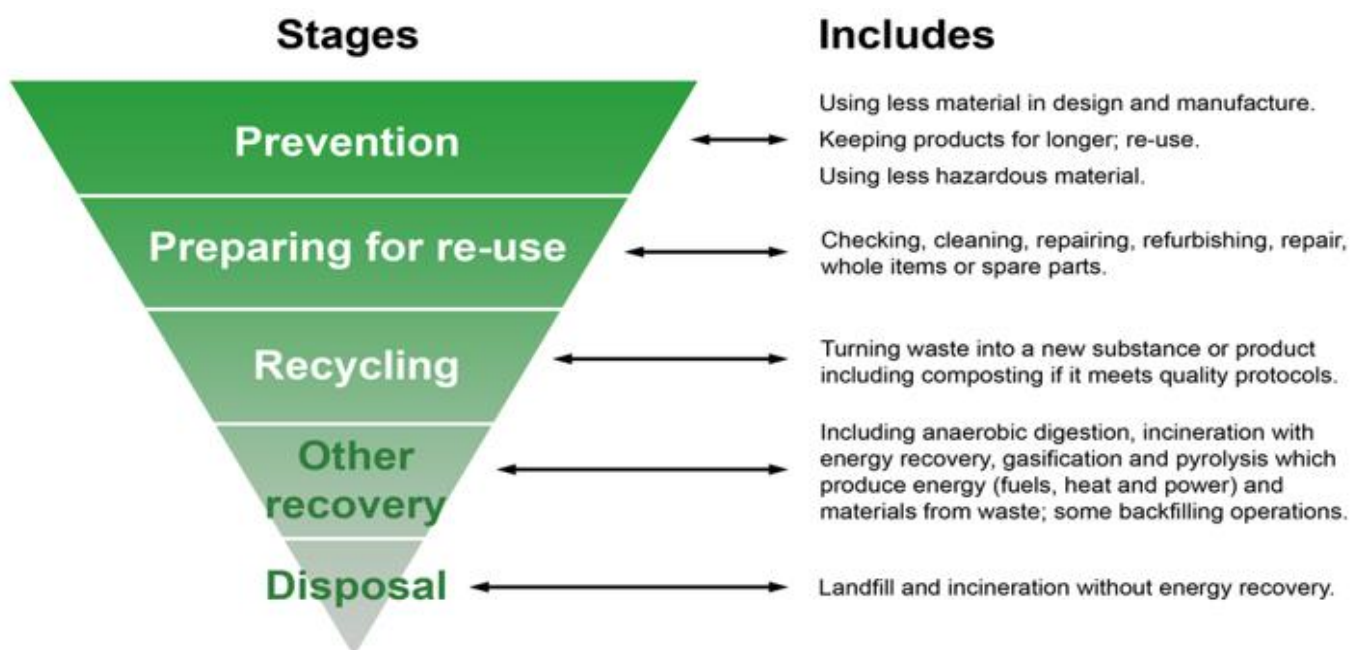 Stages
Includes
Prevention
Using less material in design and manufacture.
Keeping products for longer; re-use.
Using less hazardous material.
Preparing for re-use
Checking, cleaning, repairing, refurbishing, repair,
whole items or spare parts.
Recycling
Turning waste into a new substance or product
including composting if it meets quality protocols.
Other
recovery
Including anaerobic digestion, incineration with
energy recovery, gasification and pyrolysis which
produce energy (fuels, heat and power) and
materials from waste; some backfilling operations.
Disposal
Landfill and incineration without energy recovery.